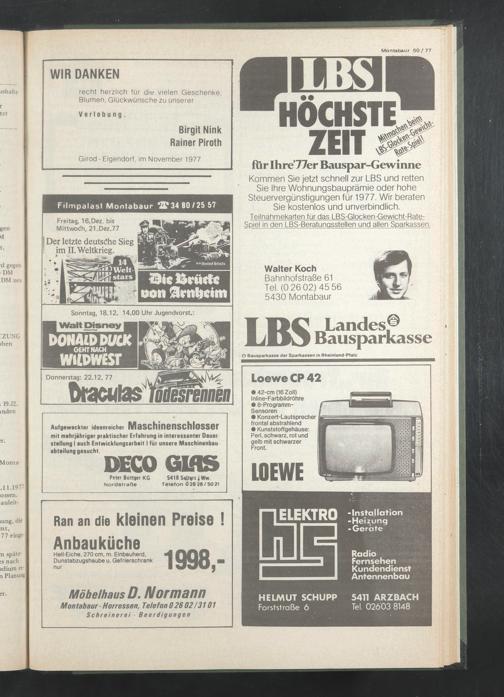 Montabaur 50/77
WIR DANKEN
recht herzlich für die vielen Geschenke,
Blumen, Glückwünsche zu unserer
Verlobung.
Birgit Nink
Rainer Piroth
Girod - Eigendorf, im November 1977
Filmpalast Montabaur ☎ 34 80 / 25 57
Freitag, 16. Dez. bis
Mittwoch, 21. Dez. 77
Der letzte deutsche Sieg
im II. Weltkrieg.
14
Welt-
stars
Die Brücke
von Arnheim
Sonntag, 18.12, 14.00 Uhr Jugendvorst.:
Walt Disney
DONALD DUCK
GEHT NACH
WILDWEST
Donnerstag: 22.12, 77
Draculas Todesrennen
Aufgeweckter ideenreicher Maschinenschlosser
mit mehrjähriger praktischer Erfahrung in interessanter Dauer-
stellung ( auch Entwicklungsarbeit ) für unsere Maschinenbau
abteilung gesucht.
DECO GLAS
Peter Böttger KG
Nordstraße
5418 Selters / Ww.
Telefon 0 26 26 / 50 21
Ran an die kleinen Preise !
Anbauküche
Hell-Eiche, 270 cm, m. Einbauherd,
Dunstabzugshaube u. Gefrierschrank
nur
1998,-
Möbelhaus D. Normann
Montabaur - Horressen, Telefon 0 26 02 / 31 01
Schreinerei - Beerdigungen
LBS
HÖCHSTE
ZEIT
Mitmachen beim
LBS-Glocken-Gewicht-
Rate-Spiel!
für Ihre '77er Bauspar-Gewinne
Kommen Sie jetzt schnell zur LBS und retten
Sie Ihre Wohnungsbauprämie oder hohe
Steuervergünstigungen für 1977. Wir beraten
Sie kostenlos und unverbindlich.
Teilnahmekarten für das LBS-Glocken-Gewicht-Rate-
Spiel in den LBS-Beratungsstellen und allen Sparkassen.
Walter Koch
Bahnhofstraße 61
Tel. (0 26 02) 45 56
5430 Montabaur
LBS Landes
Bausparkasse
Bausparkasse der Sparkassen in Rheinland-Pfalz
Loewe CP 42
● 42-cm (16 Zoll)
Inline-Farbbildröhre
● 8-Programm-
Sensoren
● Konzert-Lautsprecher
frontal abstrahlend
● Kunststoffgehäuse:
Perl, schwarz, rot und
gelb mit schwarzer
Front.
LOEWE
ELEKTRO
hs
-Installation
-Heizung
-Geräte
Radio
Fernsehen
Kundendienst
Antennenbau
HELMUT SCHUPP
Forststraße 6
5411 ARZBACH
Tel. 02603 8148